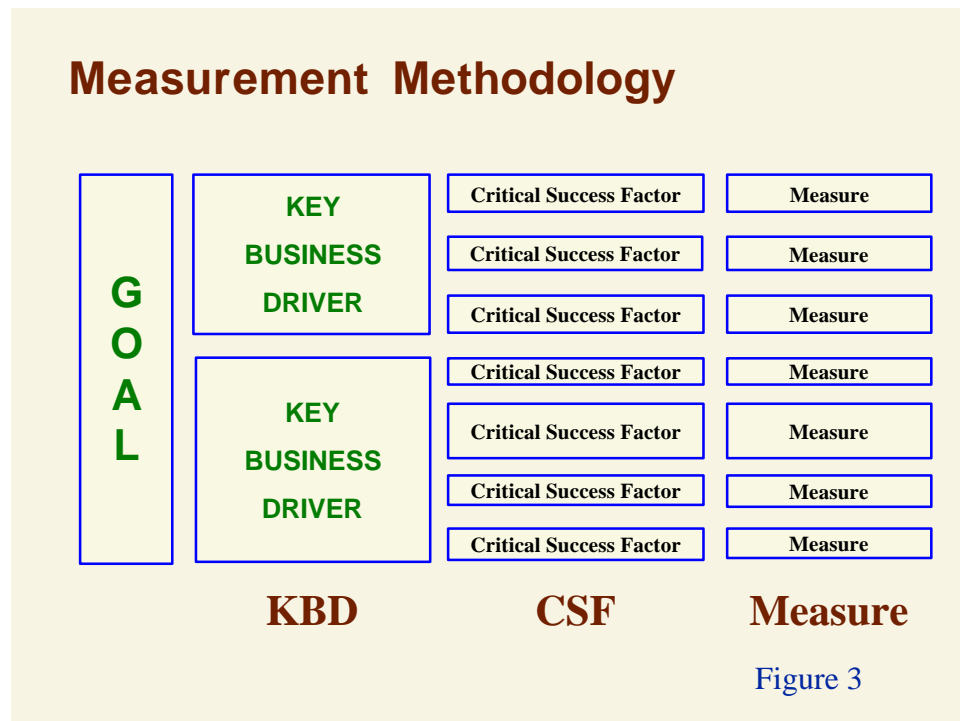 Measurement Methodology
G
O
A
L
KEY
BUSINESS
DRIVER
KEY
BUSINESS
DRIVER
Critical Success Factor
Critical Success Factor
Critical Success Factor
Critical Success Factor
Critical Success Factor
Critical Success Factor
Critical Success Factor
Measure
Measure
Measure
Measure
Measure
Measure
Measure
KBD
CSF
Measure
Figure 3